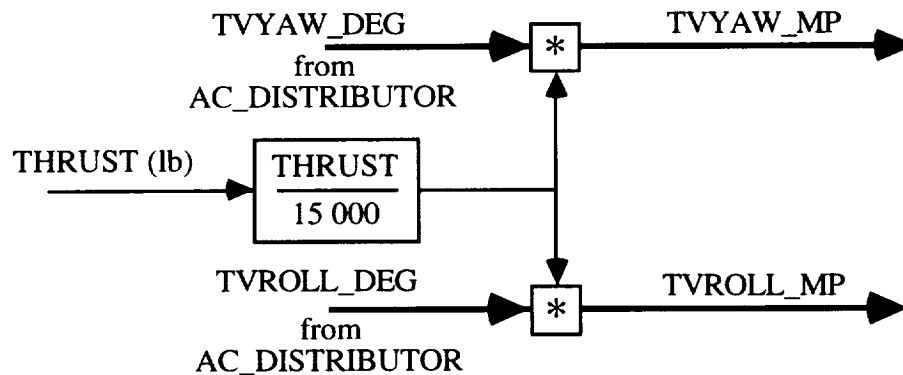 TVYAW_DEG
TVYAW_MP
*
from
AC_DISTRIBUTOR
THRUST (lb)
THRUST
15 000
TVROLL_DEG
TVROLL_MP
*
from
AC_DISTRIBUTOR